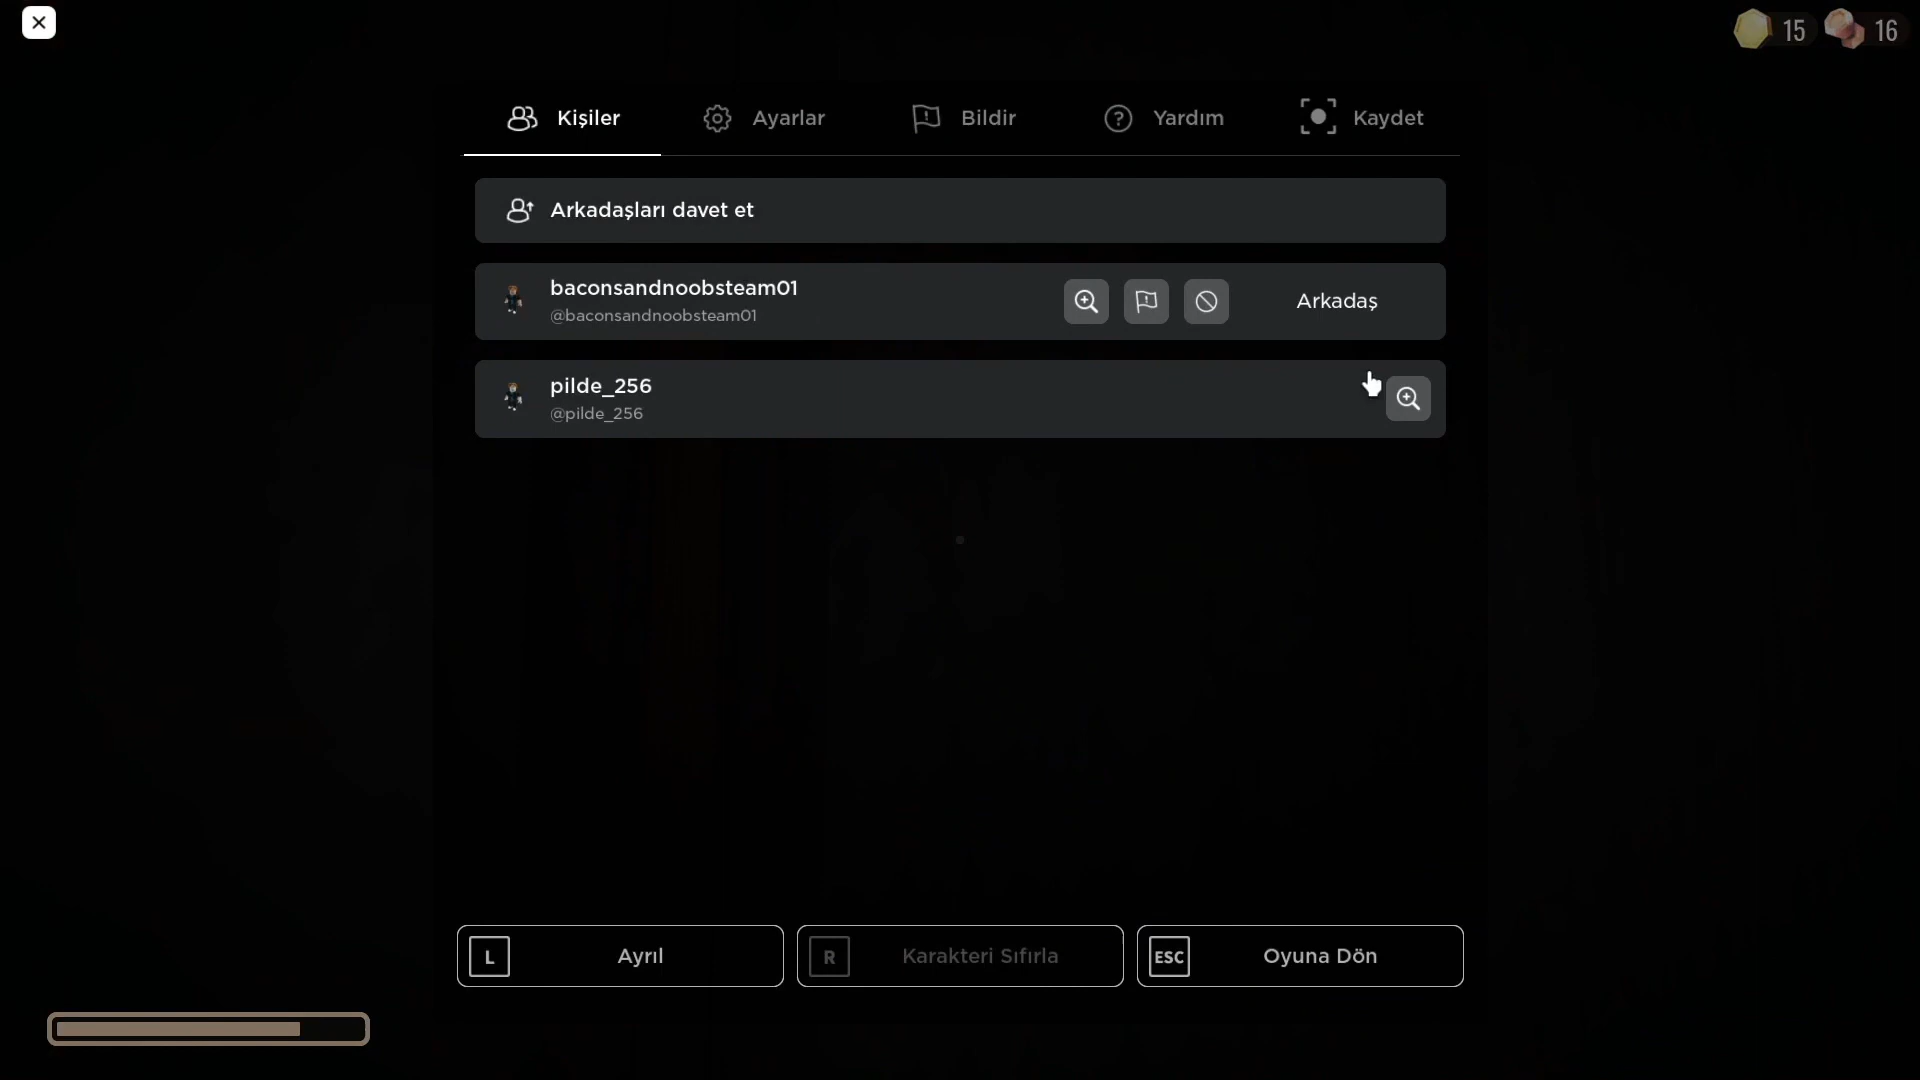 15 16
Kişiler Ayarlar Bildir Yardım Kaydet
Arkadaşları davet et
baconsandnoobsteam01
@baconsandnoobsteam01
Arkadaş
pilde_256
@pilde_256
L Ayrıl R Karakteri Sıfırla ESC Oyuna Dön